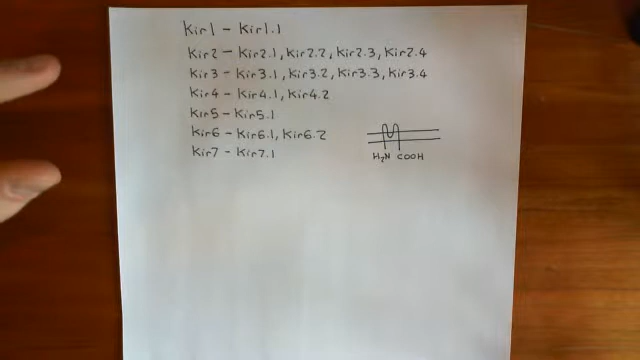 Kir1 - Kir1.1
Kir2 - Kir2.1, Kir2.2, Kir2.3, Kir2.4
Kir3 - Kir3.1, Kir3.2, Kir3.3, Kir3.4
Kir4 - Kir4.1, Kir4.2
Kir5 - Kir5.1
Kir6 - Kir6.1, Kir6.2
Kir7 - Kir7.1
H₂N COOH